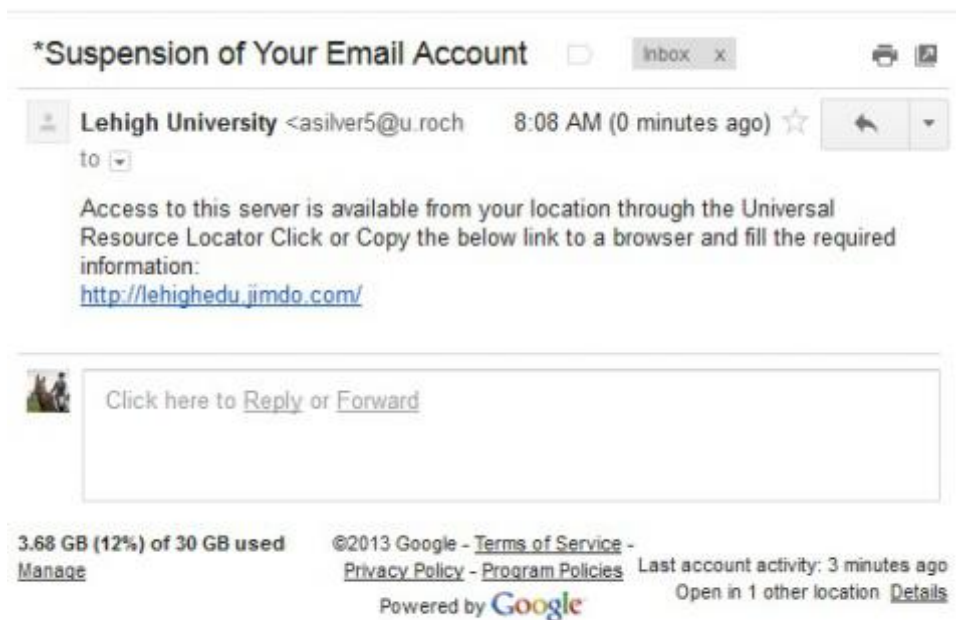 *Suspension of Your Email Account
Inbox x
Lehigh University <asilver5@u.roch 8:08 AM (0 minutes ago)
to
Access to this server is available from your location through the Universal
Resource Locator Click or Copy the below link to a browser and fill the required
information:
http://lehighedu.jimdo.com/
Click here to Reply or Forward
3.68 GB (12%) of 30 GB used
Manage
©2013 Google - Terms of Service -
Privacy Policy - Program Policies
Powered by Google
Last account activity: 3 minutes ago
Open in 1 other location Details